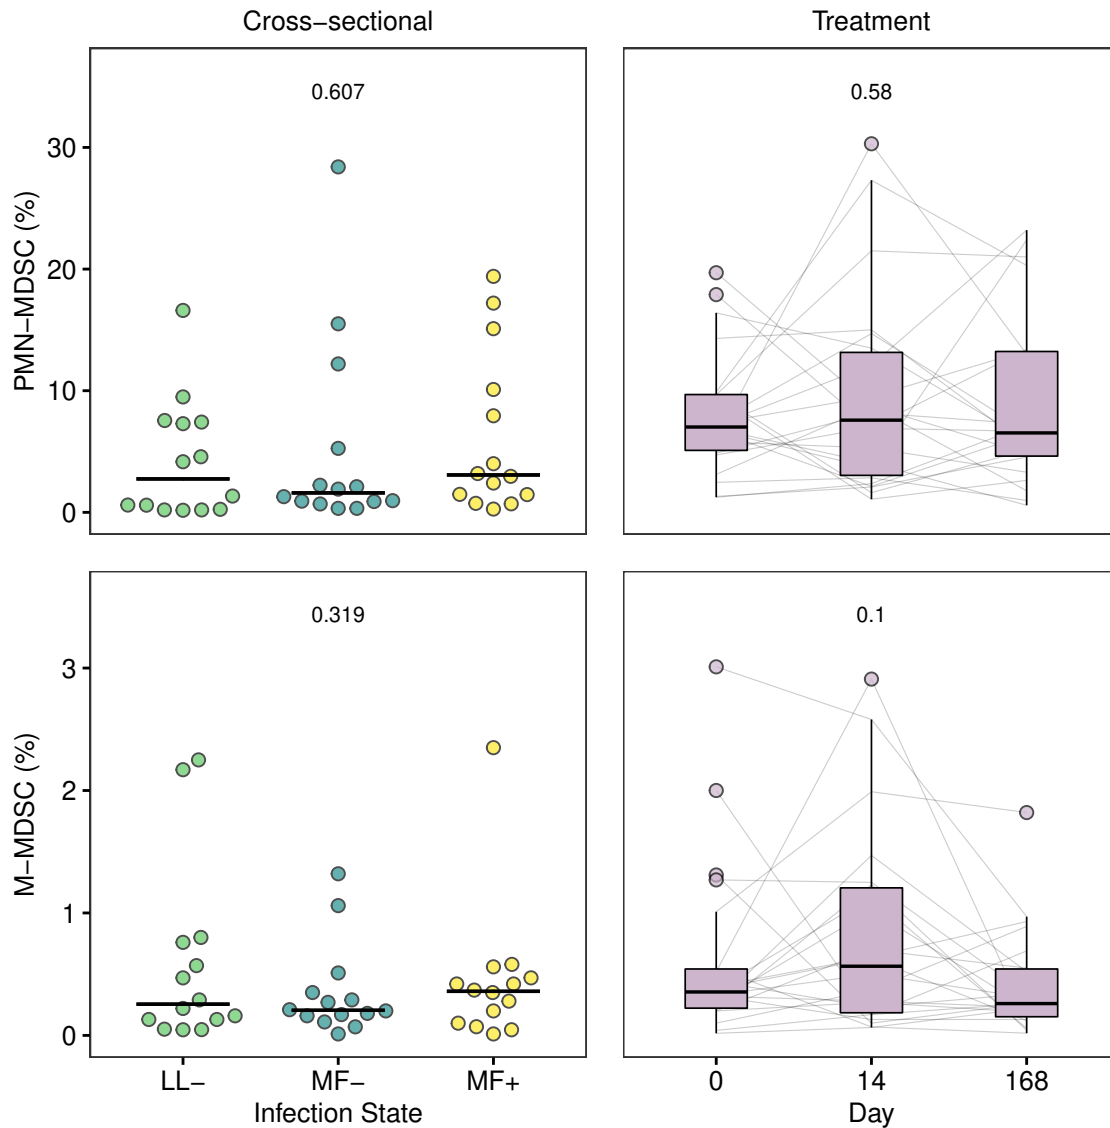 Cross−sectional
Treatment
PMN−MDSC (%)
30
20
10
0
0.607
0.58
M−MDSC (%)
3
2
1
0
0.319
0.1
LL−
MF−
MF+
Infection State
0
14
168
Day